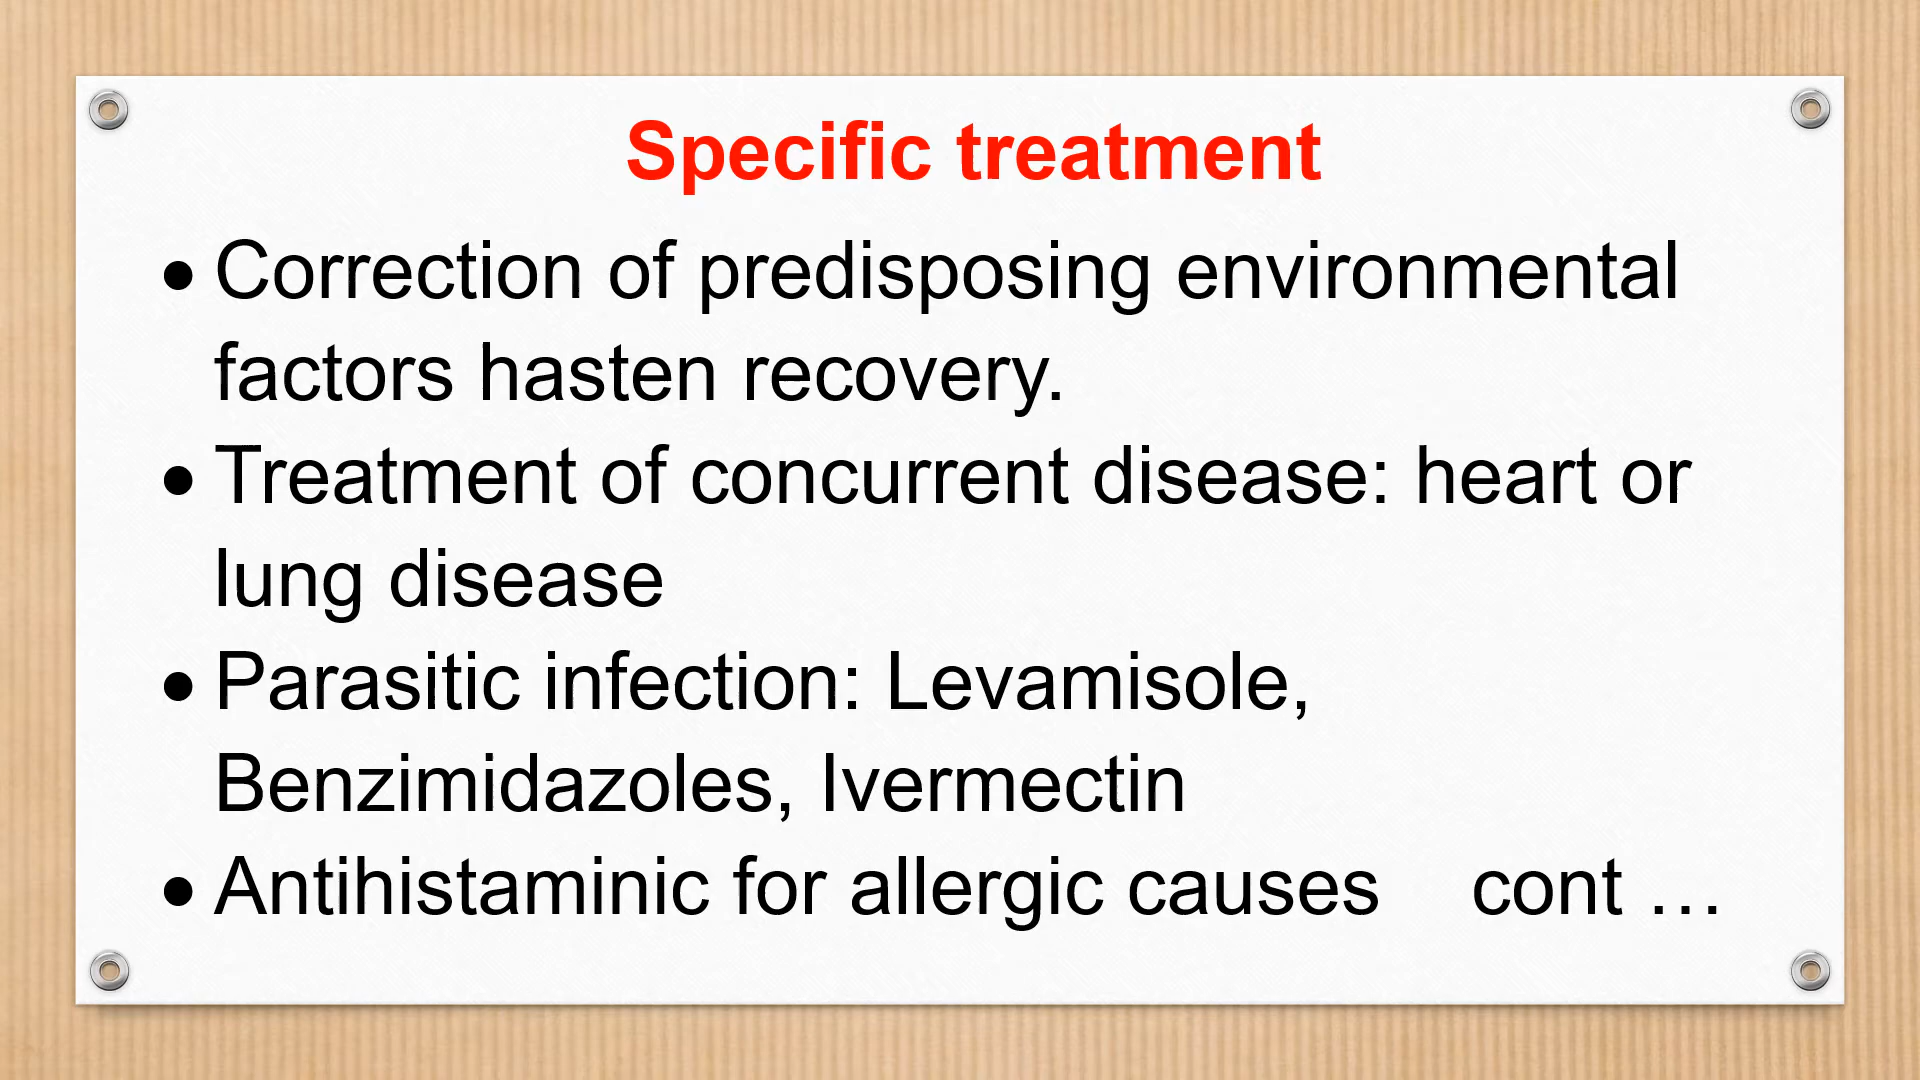 Specific treatment
• Correction of predisposing environmental
factors hasten recovery.
• Treatment of concurrent disease: heart or
lung disease
• Parasitic infection: Levamisole,
Benzimidazoles, Ivermectin
• Antihistaminic for allergic causes cont …